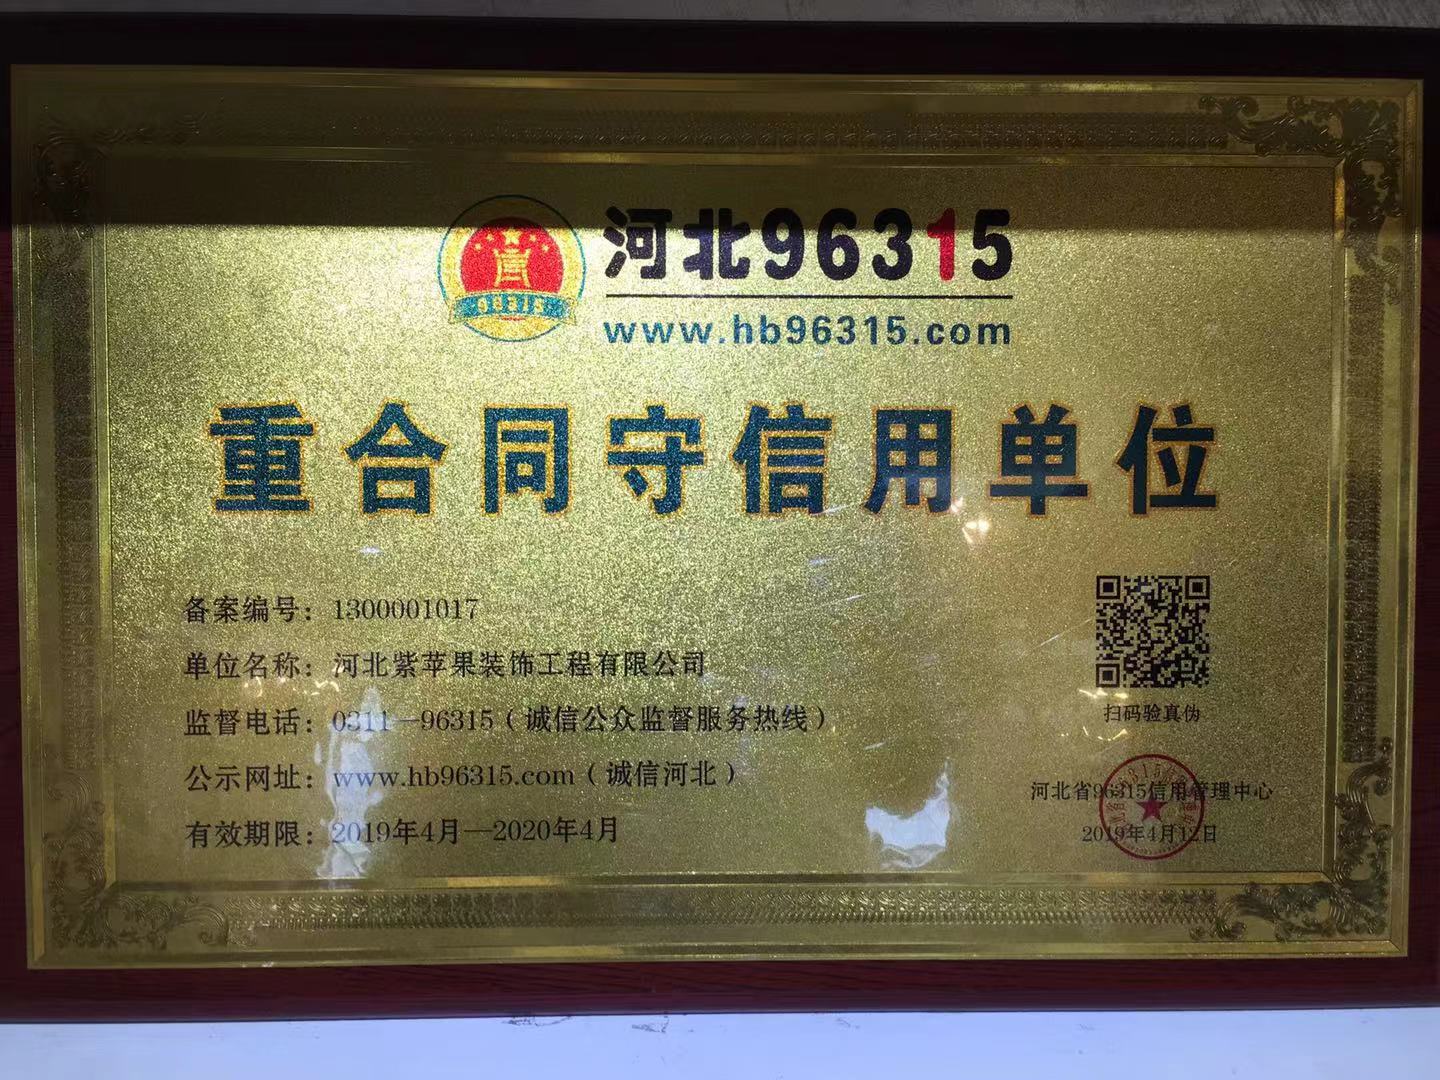 河北96315
www.hb96315.com
96315
重合同守信用单位
备案编号：1300001017
单位名称：河北紫苹果装饰工程有限公司
监督电话：0311—96315（诚信公众监督服务热线）
公示网址：www.hb96315.com（诚信河北）
有效期限：2019年4月—2020年4月
扫码验真伪
河北省96315信用管理中心
2019年4月12日